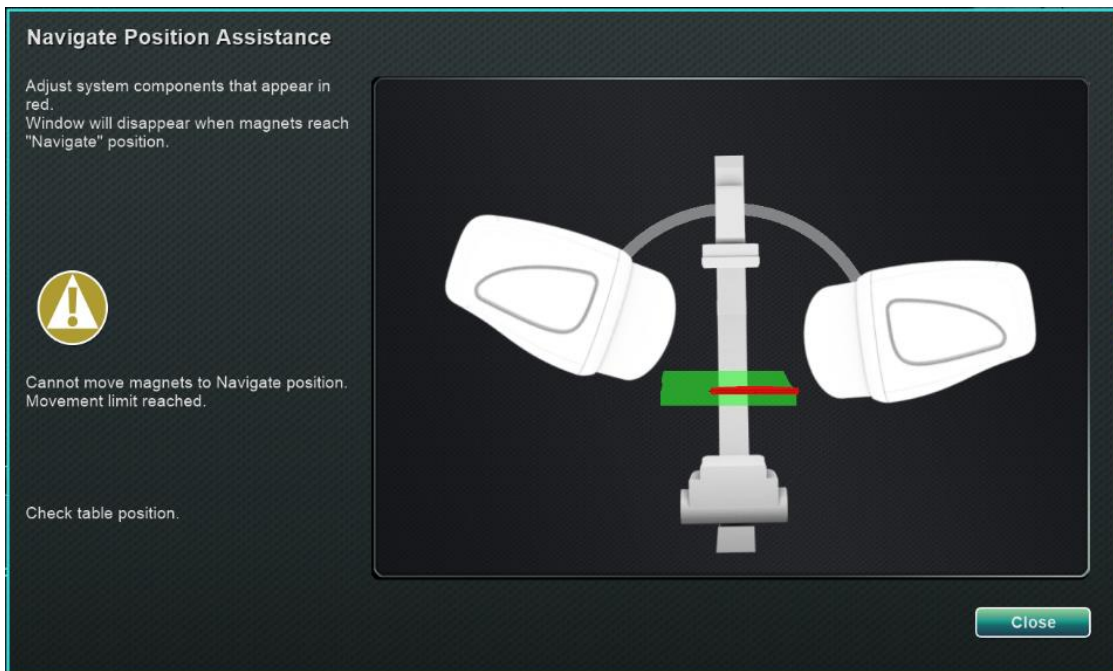 Navigate Position Assistance
Adjust system components that appear in
red.
Window will disappear when magnets reach
"Navigate" position.
Cannot move magnets to Navigate position.
Movement limit reached.
Check table position.
Close